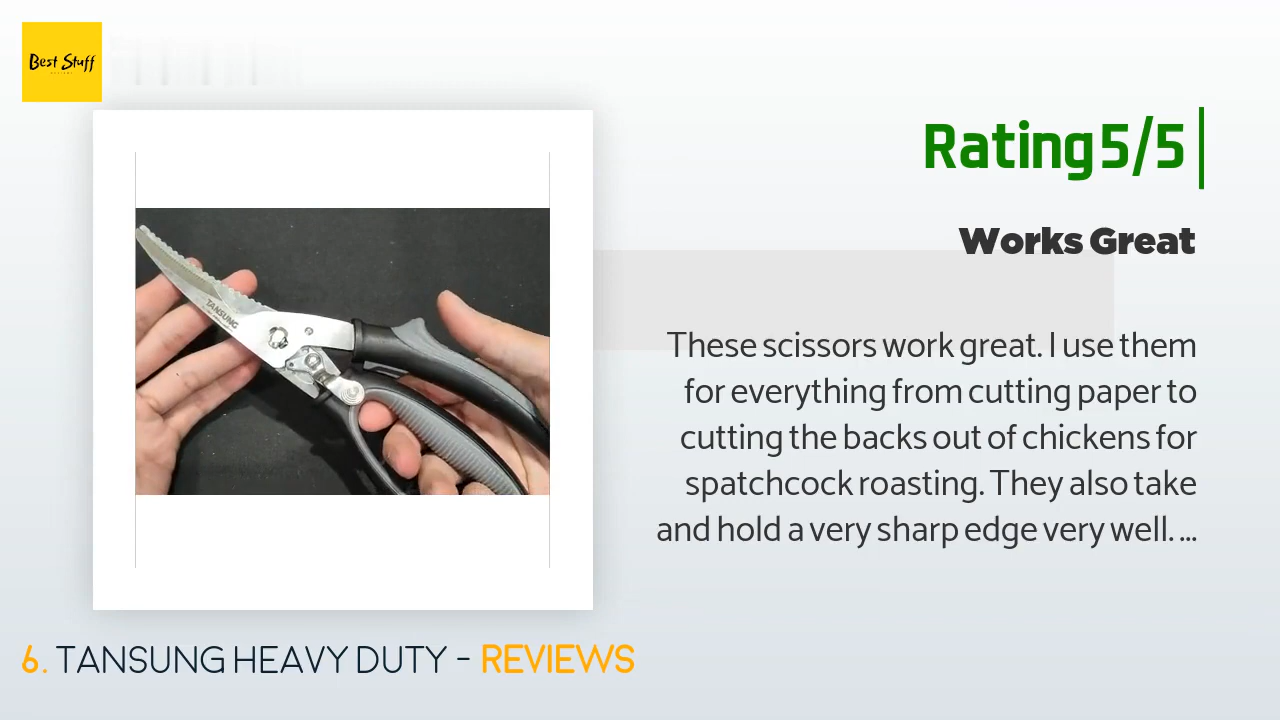 Best Stuff
Rating 5/5
Works Great
TANSUNG
These scissors work great. I use them
for everything from cutting paper to
cutting the backs out of chickens for
spatchcock roasting. They also take
and hold a very sharp edge very well. ...
6. TANSUNG HEAVY DUTY - REVIEWS